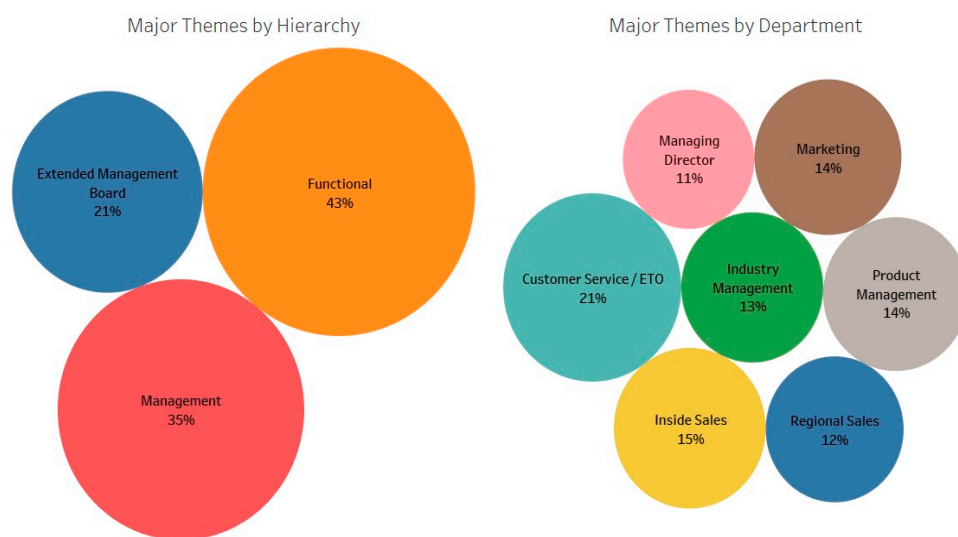 Major Themes by Hierarchy
Extended Management
Board
21%
Functional
43%
Management
35%
Major Themes by Department
Managing
Director
11%
Marketing
14%
Customer Service / ETO
21%
Industry
Management
13%
Product
Management
14%
Inside Sales
15%
Regional Sales
12%